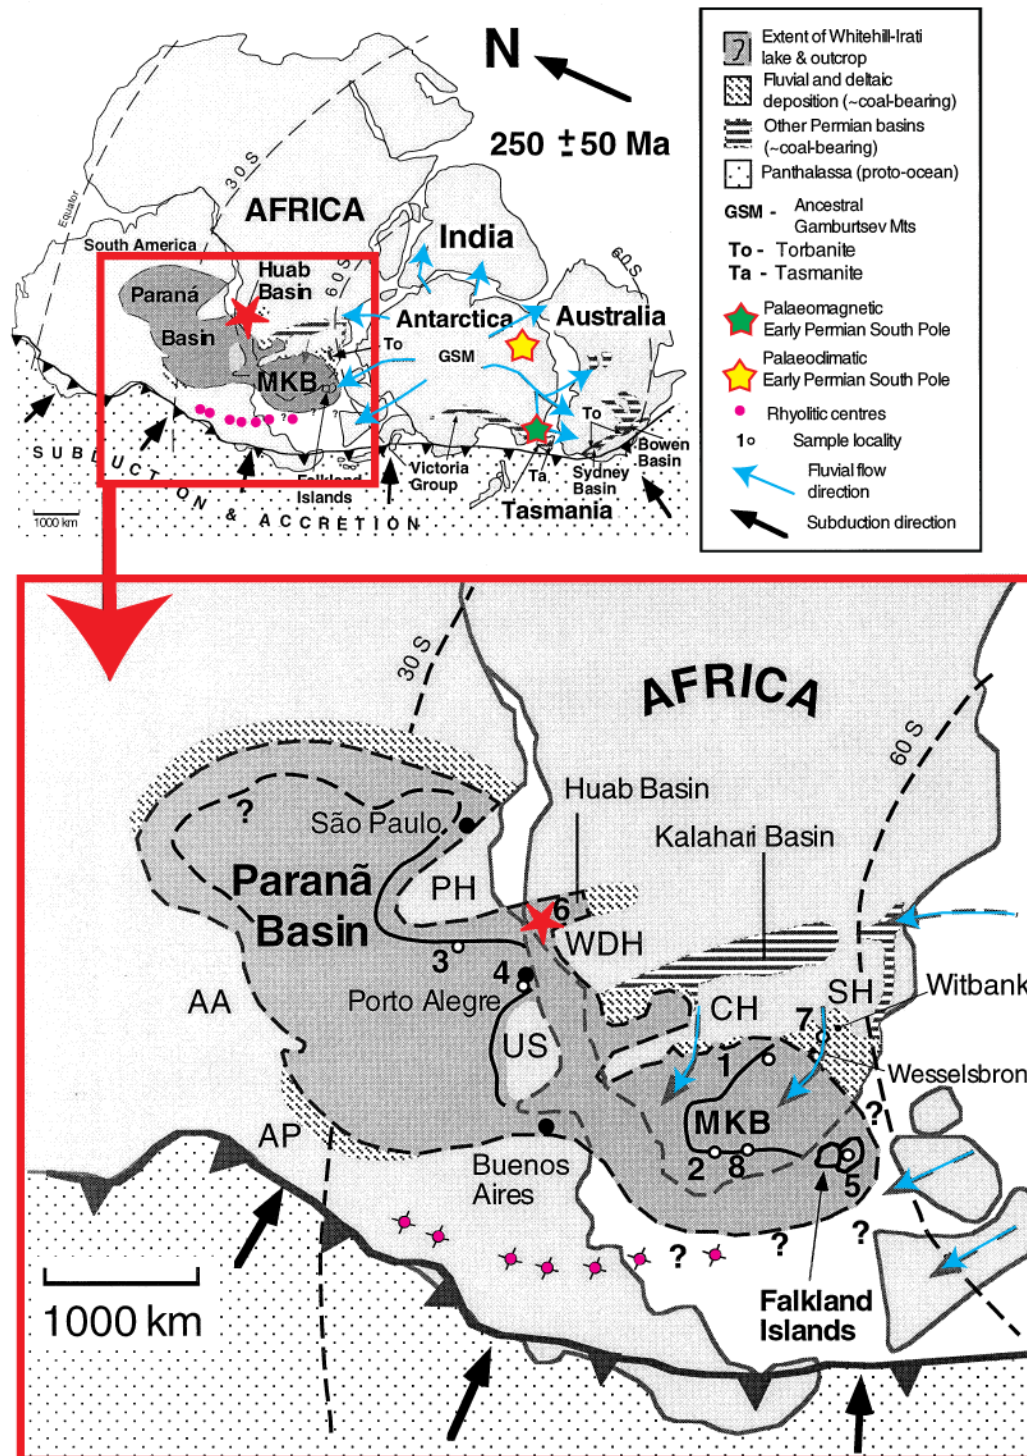 N
250 ± 50 Ma
Equator
30 S
AFRICA
South America
India
60 S
60S
Huab
Basin
Paraná
Basin
Antarctica
Australia
To
GSM
MKB
?
?
To
Bowen
Basin
Victoria
Group
Ta
Sydney
Basin
Falkland
Islands
Tasmania
SUBDUCTION & ACCRETION
1000 km
Extent of Whitehill-Irati
lake & outcrop
Fluvial and deltaic
deposition (~coal-bearing)
Other Permian basins
(~coal-bearing)
Panthalassa (proto-ocean)
GSM - Ancestral
Gamburtsev Mts
To - Torbanite
Ta - Tasmanite
Palaeomagnetic
Early Permian South Pole
Palaeoclimatic
Early Permian South Pole
Rhyolitic centres
1 Sample locality
Fluvial flow
direction
Subduction direction
30 S
AFRICA
60 S
Huab Basin
?
São Paulo
Kalahari Basin
Paranã
Basin
PH
6
WDH
3
4
AA
Porto Alegre
CH
SH
Witbank
7
US
1
Wesselsbron
MKB
?
AP
2
8
5
Buenos
Aires
?
?
?
1000 km
Falkland
Islands